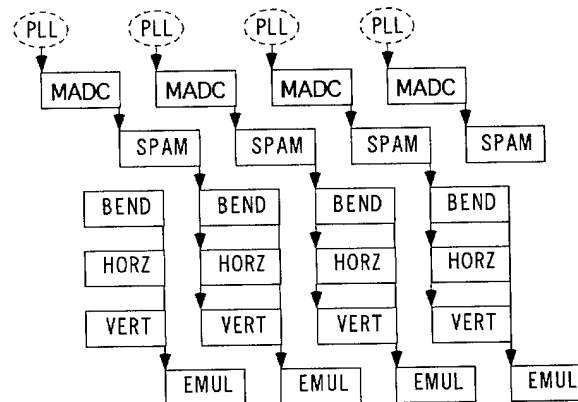 PLL PLL PLL PLL
MADC MADC MADC MADC
SPAM SPAM SPAM SPAM
BEND BEND BEND BEND
HORZ HORZ HORZ HORZ
VERT VERT VERT VERT
EMUL EMUL EMUL EMUL